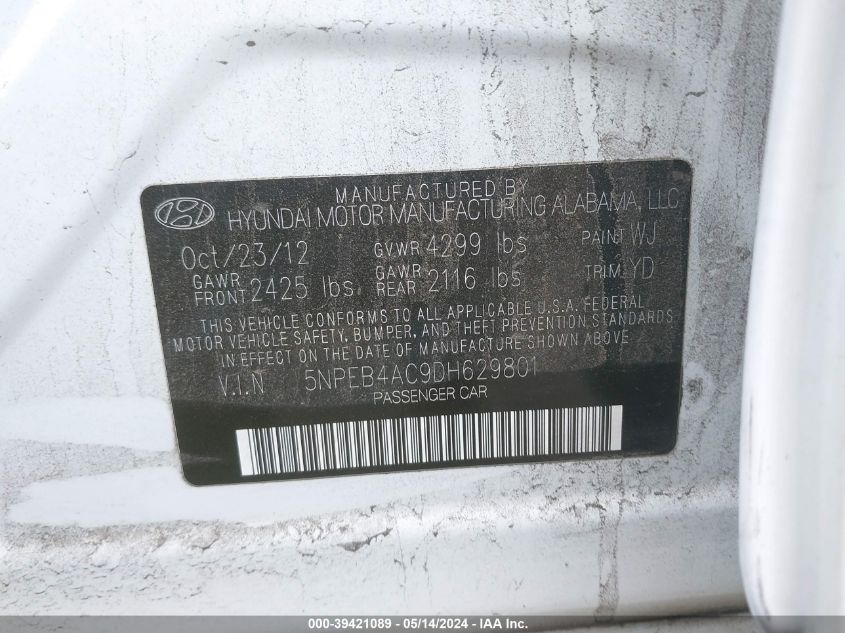 MANUFACTURED BY
HYUNDAI MOTOR MANUFACTURING ALABAMA, LLC
Oct/23/12 GVWR 4299 lbs PAINT WJ
GAWR FRONT 2425 lbs GAWR REAR 2116 lbs TRIM YD
THIS VEHICLE CONFORMS TO ALL APPLICABLE U.S.A. FEDERAL
MOTOR VEHICLE SAFETY, BUMPER, AND THEFT PREVENTION STANDARDS
IN EFFECT ON THE DATE OF MANUFACTURE SHOWN ABOVE.
V.I.N 5NPEB4AC9DH629801
PASSENGER CAR
000-39421089 - 05/14/2024 - IAA Inc.